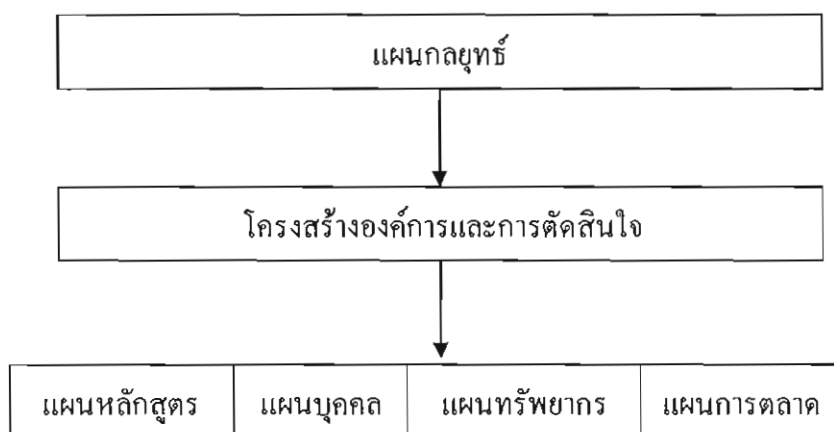 แผนกลยุทธ์
โครงสร้างองค์การและการตัดสินใจ
แผนหลักสูตร แผนบุคคล แผนทรัพยากร แผนการตลาด